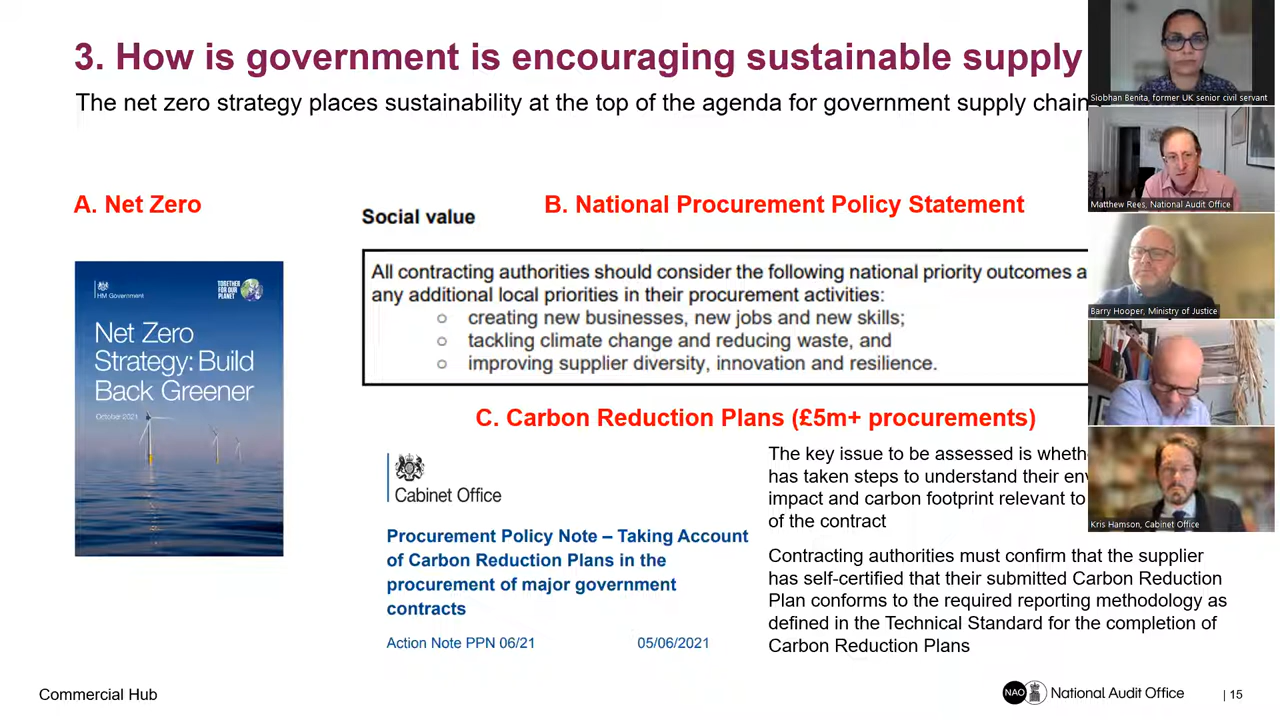 3. How is government is encouraging sustainable supply
The net zero strategy places sustainability at the top of the agenda for government supply chain
A. Net Zero
B. National Procurement Policy Statement
Social value
All contracting authorities should consider the following national priority outcomes a
any additional local priorities in their procurement activities:
○ creating new businesses, new jobs and new skills;
○ tackling climate change and reducing waste, and
○ improving supplier diversity, innovation and resilience.
HM Government
TOGETHER
FOR OUR
PLANET
Net Zero
Strategy: Build
Back Greener
October 2021
C. Carbon Reduction Plans (£5m+ procurements)
Cabinet Office
Procurement Policy Note – Taking Account
of Carbon Reduction Plans in the
procurement of major government
contracts
Action Note PPN 06/21 05/06/2021
The key issue to be assessed is wheth
has taken steps to understand their env
impact and carbon footprint relevant to
of the contract
Contracting authorities must confirm that the supplier
has self-certified that their submitted Carbon Reduction
Plan conforms to the required reporting methodology as
defined in the Technical Standard for the completion of
Carbon Reduction Plans
Siobhan Benita, former UK senior civil servant
Matthew Rees, National Audit Office
Barry Hooper, Ministry of Justice
Kris Hamson, Cabinet Office
Commercial Hub
NAO
National Audit Office
| 15